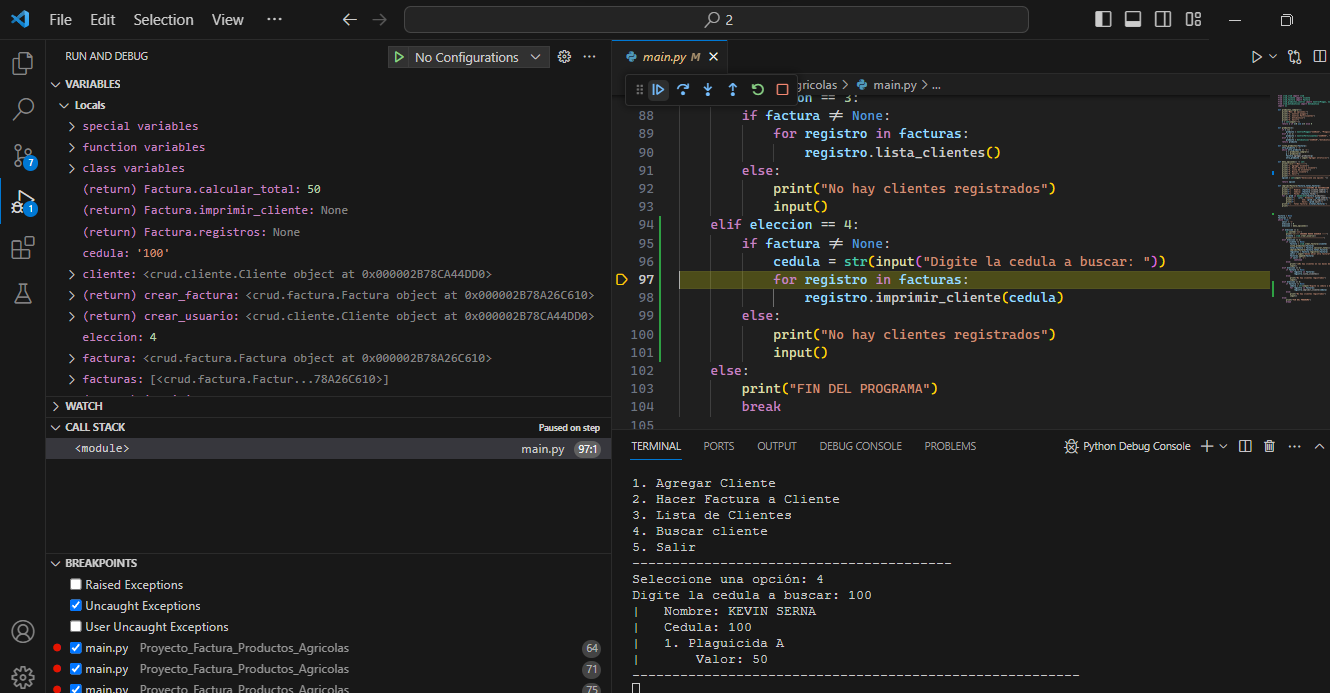 File Edit Selection View ··· 2
RUN AND DEBUG No Configurations ···
VARIABLES
Locals
special variables
function variables
class variables
(return) Factura.calcular_total: 50
(return) Factura.imprimir_cliente: None
(return) Factura.registros: None
cedula: '100'
cliente: <crud.cliente.Cliente object at 0x000002B78CA44DD0>
(return) crear_factura: <crud.factura.Factura object at 0x000002B78A26C610>
(return) crear_usuario: <crud.cliente.Cliente object at 0x000002B78CA44DD0>
eleccion: 4
factura: <crud.factura.Factura object at 0x000002B78A26C610>
facturas: [<crud.factura.Factur...78A26C610>]
WATCH
CALL STACK Paused on step
<module> main.py 97:1
BREAKPOINTS
Raised Exceptions
Uncaught Exceptions
User Uncaught Exceptions
main.py Proyecto_Factura_Productos_Agricolas 64
main.py Proyecto_Factura_Productos_Agricolas 71
main.py Proyecto_Factura_Productos_Agricolas 75
7
1
main.py M
gricolas > main.py > ...
on == 3:
88 if factura != None:
89 for registro in facturas:
90 registro.lista_clientes()
91 else:
92 print("No hay clientes registrados")
93 input()
94 elif eleccion == 4:
95 if factura != None:
96 cedula = str(input("Digite la cedula a buscar: "))
97 for registro in facturas:
98 registro.imprimir_cliente(cedula)
99 else:
100 print("No hay clientes registrados")
101 input()
102 else:
103 print("FIN DEL PROGRAMA")
104 break
105
TERMINAL PORTS OUTPUT DEBUG CONSOLE PROBLEMS Python Debug Console ···
1. Agregar Cliente
2. Hacer Factura a Cliente
3. Lista de Clientes
4. Buscar cliente
5. Salir
----------------------------------------
Seleccione una opción: 4
Digite la cedula a buscar: 100
| Nombre: KEVIN SERNA
| Cedula: 100
| 1. Plaguicida A
| Valor: 50
--------------------------------------------------------